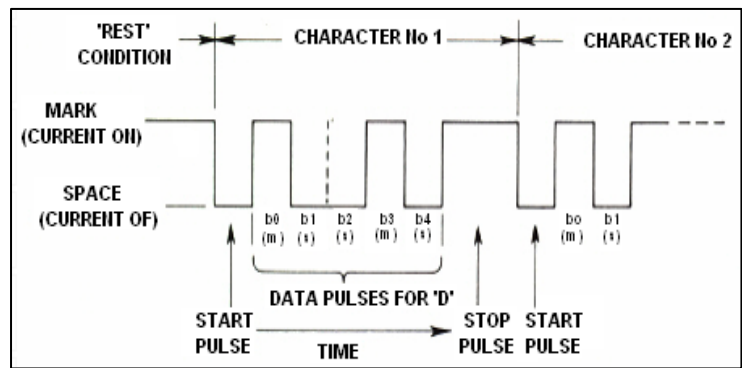 'REST'
CONDITION
CHARACTER No 1
CHARACTER No 2
MARK
(CURRENT ON)
SPACE
(CURRENT OF)
b0 b1 b2 b3 b4 bo b1
(m) (s) (s) (m) (s) (m) (s)
DATA PULSES FOR 'D'
START STOP START
PULSE TIME PULSE PULSE